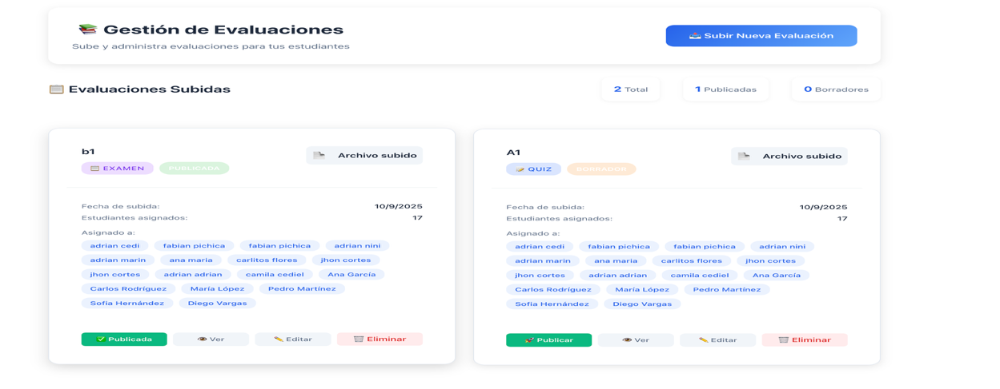 Gestión de Evaluaciones
Sube y administra evaluaciones para tus estudiantes
Subir Nueva Evaluación
Evaluaciones Subidas
2 Total
1 Publicadas
0 Borradores
b1
Archivo subido
EXAMEN
PUBLICADA
Fecha de subida: 10/9/2025
Estudiantes asignados: 17
Asignado a:
adrian cedi fabian pichica fabian pichica adrian nini
adrian marin ana maria carlitos flores jhon cortes
jhon cortes adrian adrian camila cediel Ana García
Carlos Rodríguez María López Pedro Martínez
Sofia Hernández Diego Vargas
Publicada Ver Editar Eliminar
A1
Archivo subido
QUIZ
BORRADOR
Fecha de subida: 10/9/2025
Estudiantes asignados: 17
Asignado a:
adrian cedi fabian pichica fabian pichica adrian nini
adrian marin ana maria carlitos flores jhon cortes
jhon cortes adrian adrian camila cediel Ana García
Carlos Rodríguez María López Pedro Martínez
Sofia Hernández Diego Vargas
Publicar Ver Editar Eliminar